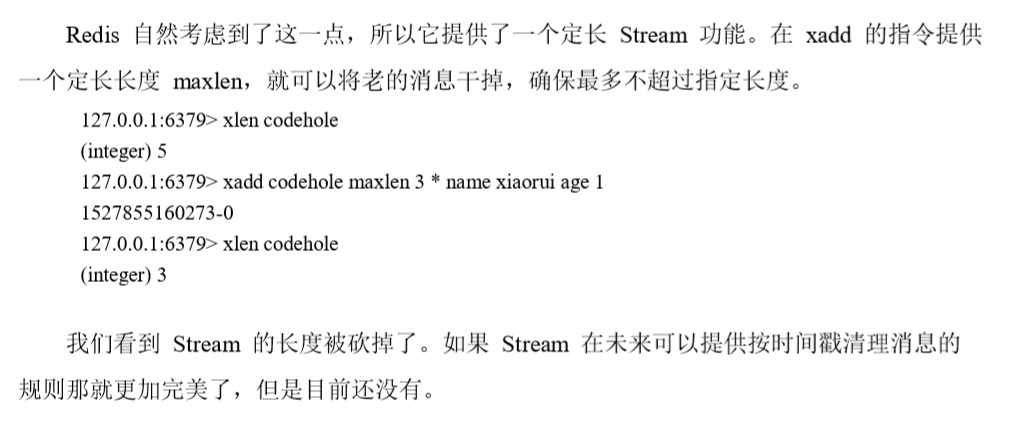 Redis 自然考虑到了这一点，所以它提供了一个定长 Stream 功能。在 xadd 的指令提供
一个定长长度 maxlen，就可以将老的消息干掉，确保最多不超过指定长度。
127.0.0.1:6379> xlen codehole
(integer) 5
127.0.0.1:6379> xadd codehole maxlen 3 * name xiaorui age 1
1527855160273-0
127.0.0.1:6379> xlen codehole
(integer) 3
我们看到 Stream 的长度被砍掉了。如果 Stream 在未来可以提供按时间戳清理消息的
规则那就更加完美了，但是目前还没有。